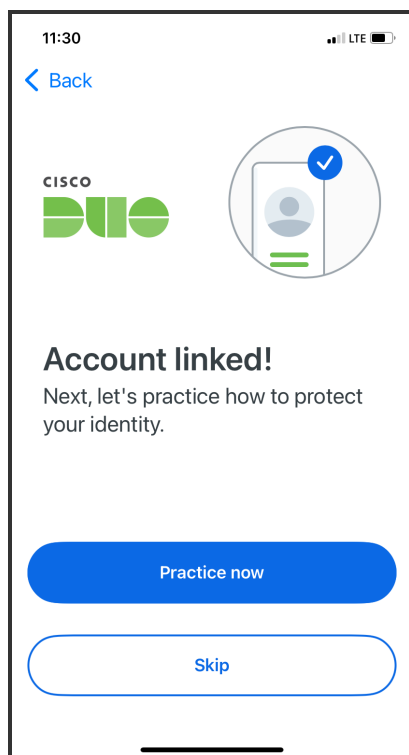 11:30
LTE
Back
CISCO
DUO
Account linked!
Next, let's practice how to protect
your identity.
Practice now
Skip